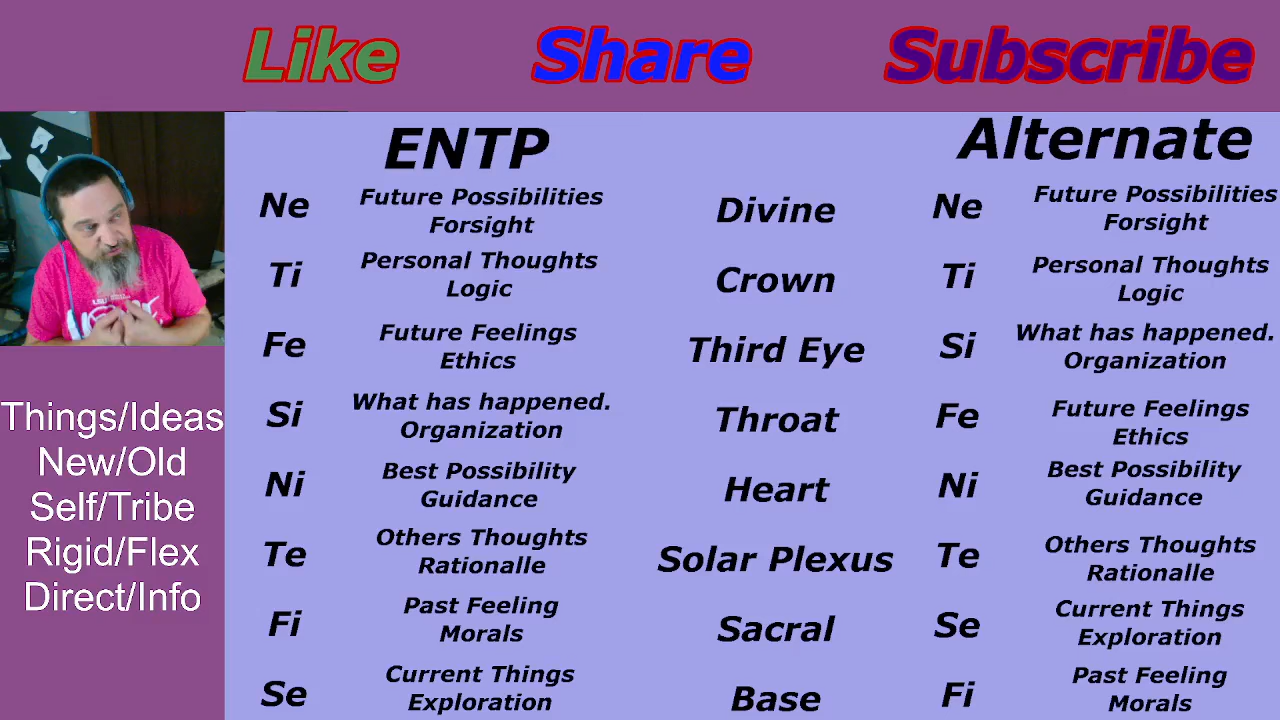 Like Share Subscribe
ENTP Alternate
Ne Future Possibilities Forsight Divine Ne Future Possibilities Forsight
Ti Personal Thoughts Logic Crown Ti Personal Thoughts Logic
Fe Future Feelings Ethics Third Eye Si What has happened. Organization
Si What has happened. Organization Throat Fe Future Feelings Ethics
Ni Best Possibility Guidance Heart Ni Best Possibility Guidance
Te Others Thoughts Rationalle Solar Plexus Te Others Thoughts Rationalle
Fi Past Feeling Morals Sacral Se Current Things Exploration
Se Current Things Exploration Base Fi Past Feeling Morals
Things/Ideas
New/Old
Self/Tribe
Rigid/Flex
Direct/Info